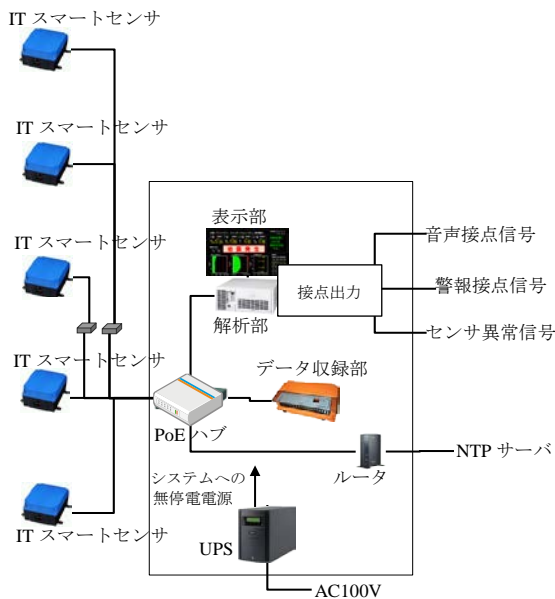 IT スマートセンサ
IT スマートセンサ
IT スマートセンサ
IT スマートセンサ
IT スマートセンサ
表示部
解析部
接点出力
音声接点信号
警報接点信号
センサ異常信号
データ収録部
PoE ハブ
ルータ
NTP サーバ
システムへの
無停電電源
UPS
AC100V